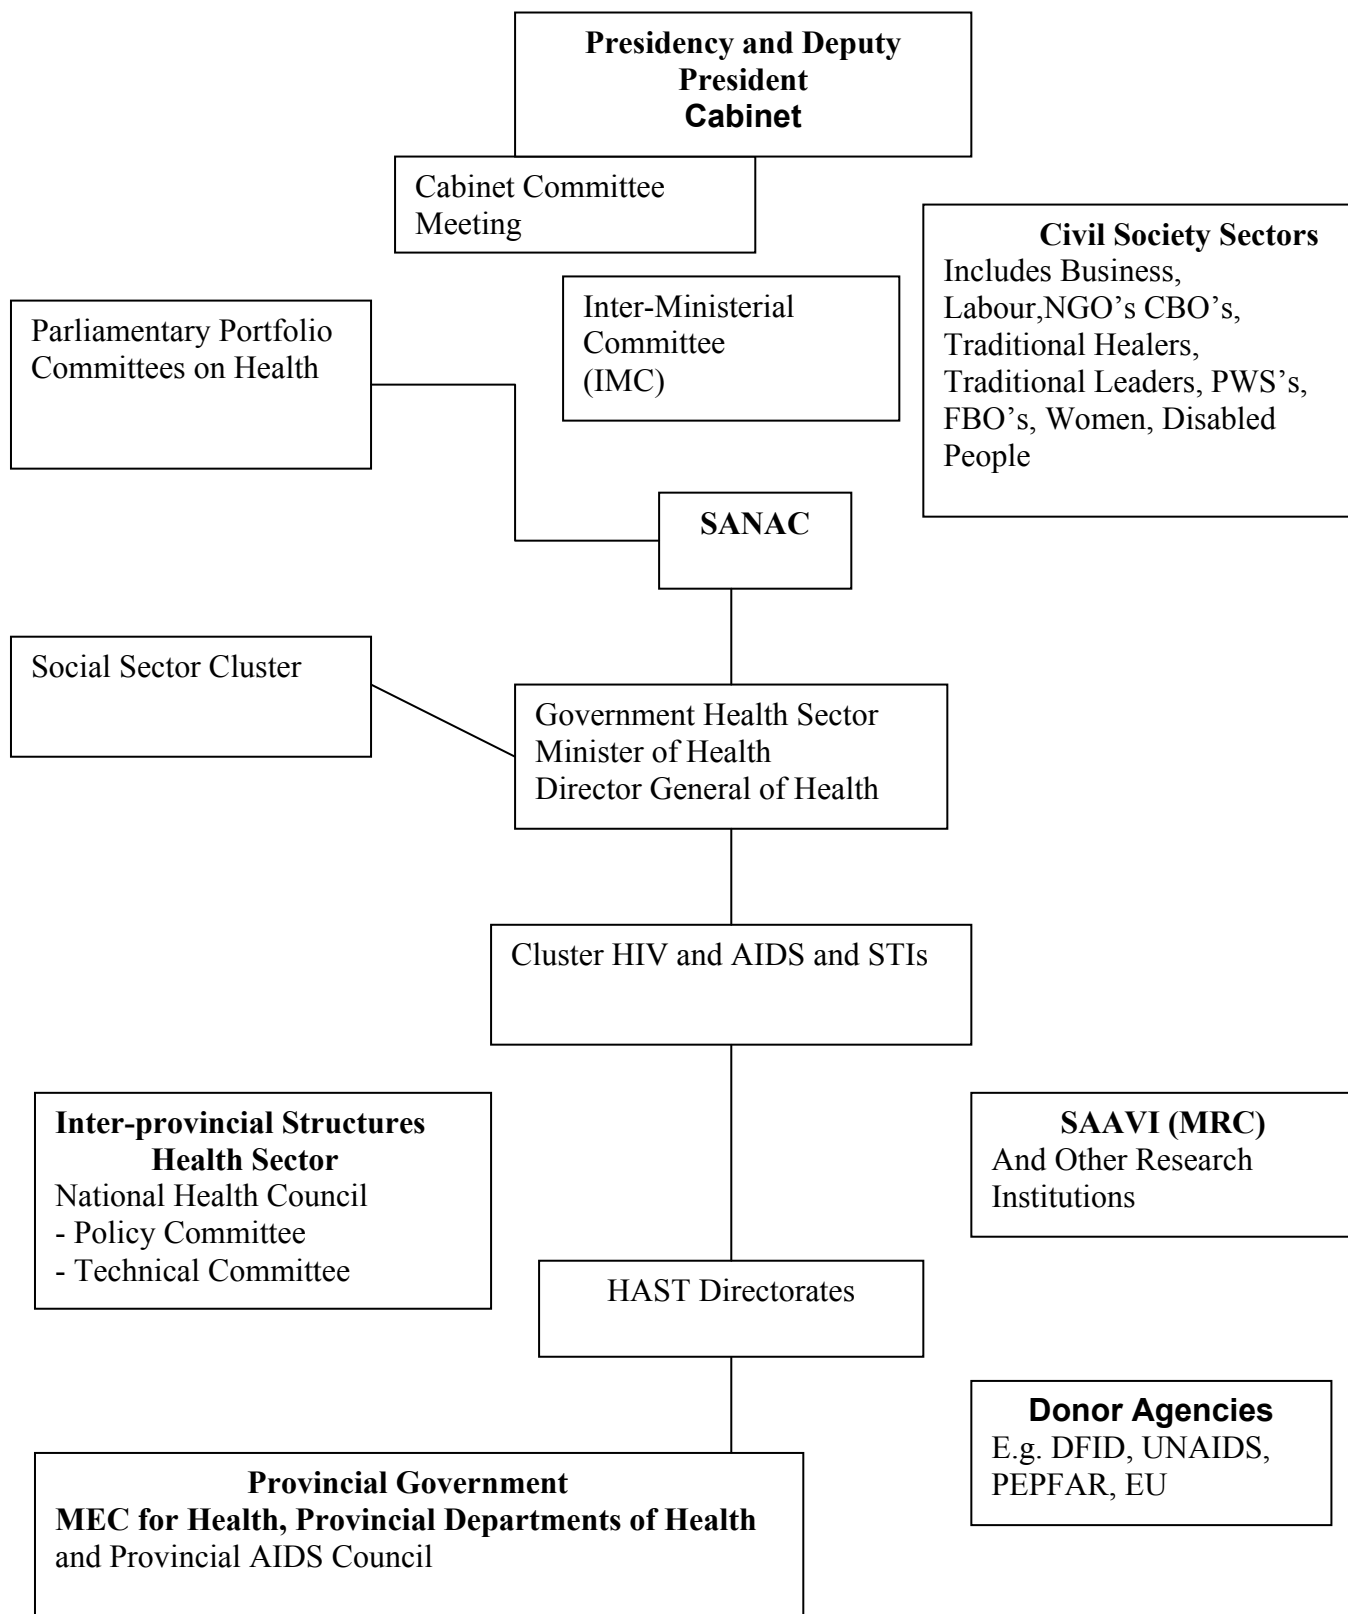 Presidency and Deputy
President
Cabinet
Cabinet Committee
Meeting
Civil Society Sectors
Includes Business,
Labour,NGO’s CBO’s,
Traditional Healers,
Traditional Leaders, PWS’s,
FBO’s, Women, Disabled
People
Inter-Ministerial
Committee
(IMC)
Parliamentary Portfolio
Committees on Health
SANAC
Social Sector Cluster
Government Health Sector
Minister of Health
Director General of Health
Cluster HIV and AIDS and STIs
Inter-provincial Structures
Health Sector
National Health Council
- Policy Committee
- Technical Committee
SAAVI (MRC)
And Other Research
Institutions
HAST Directorates
Donor Agencies
E.g. DFID, UNAIDS,
PEPFAR, EU
Provincial Government
MEC for Health, Provincial Departments of Health
and Provincial AIDS Council